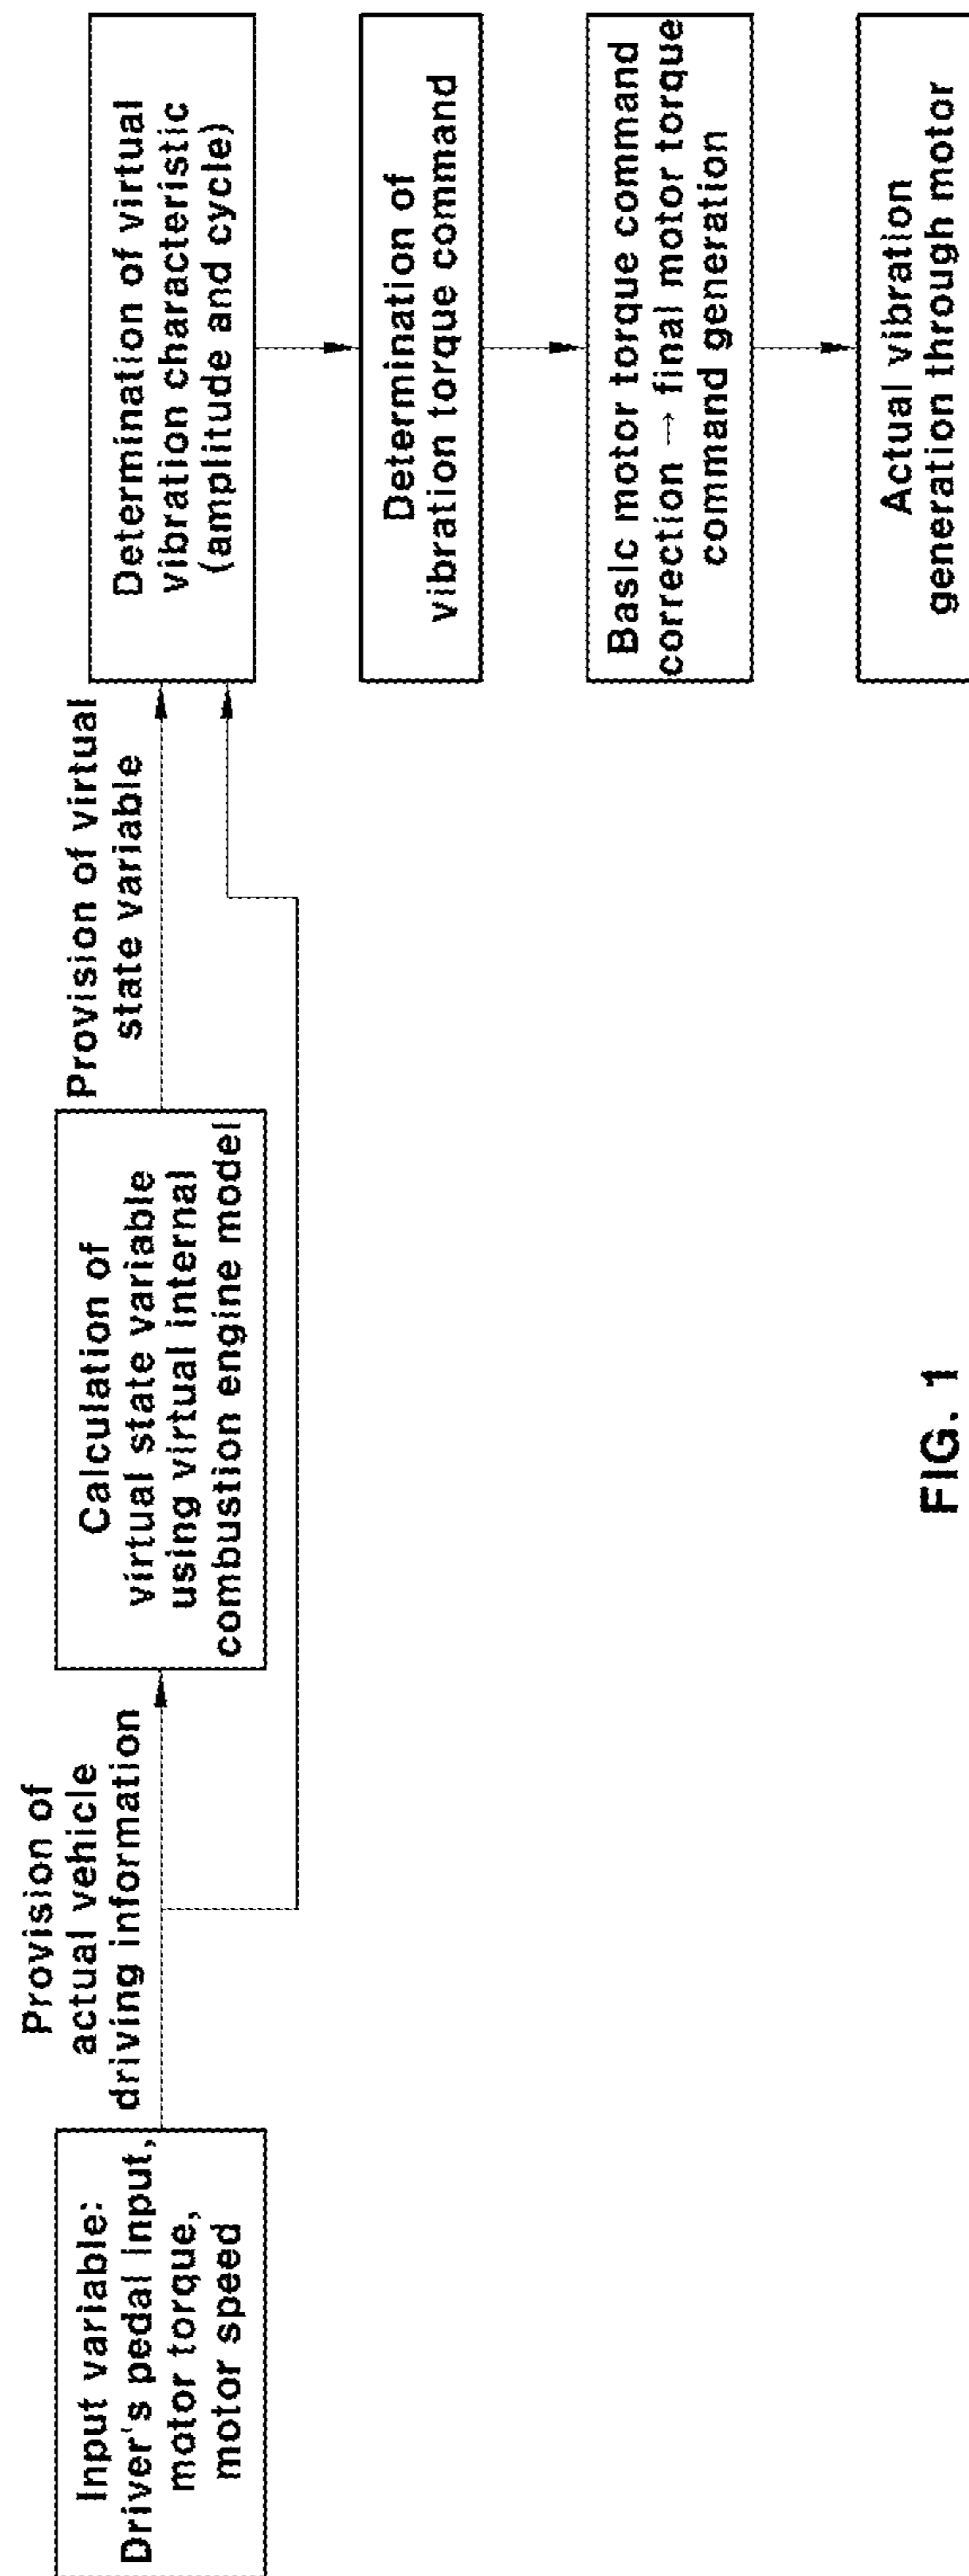 Input variable:
Driver's pedal input,
motor torque,
motor speed
Provision of
actual vehicle
driving information
Calculation of
virtual state variable
using virtual internal
combustion engine model
Provision of virtual
state variable
Determination of virtual
vibration characteristic
(amplitude and cycle)
Determination of
vibration torque command
Basic motor torque command
correction → final motor torque
command generation
Actual vibration
generation through motor
FIG. 1